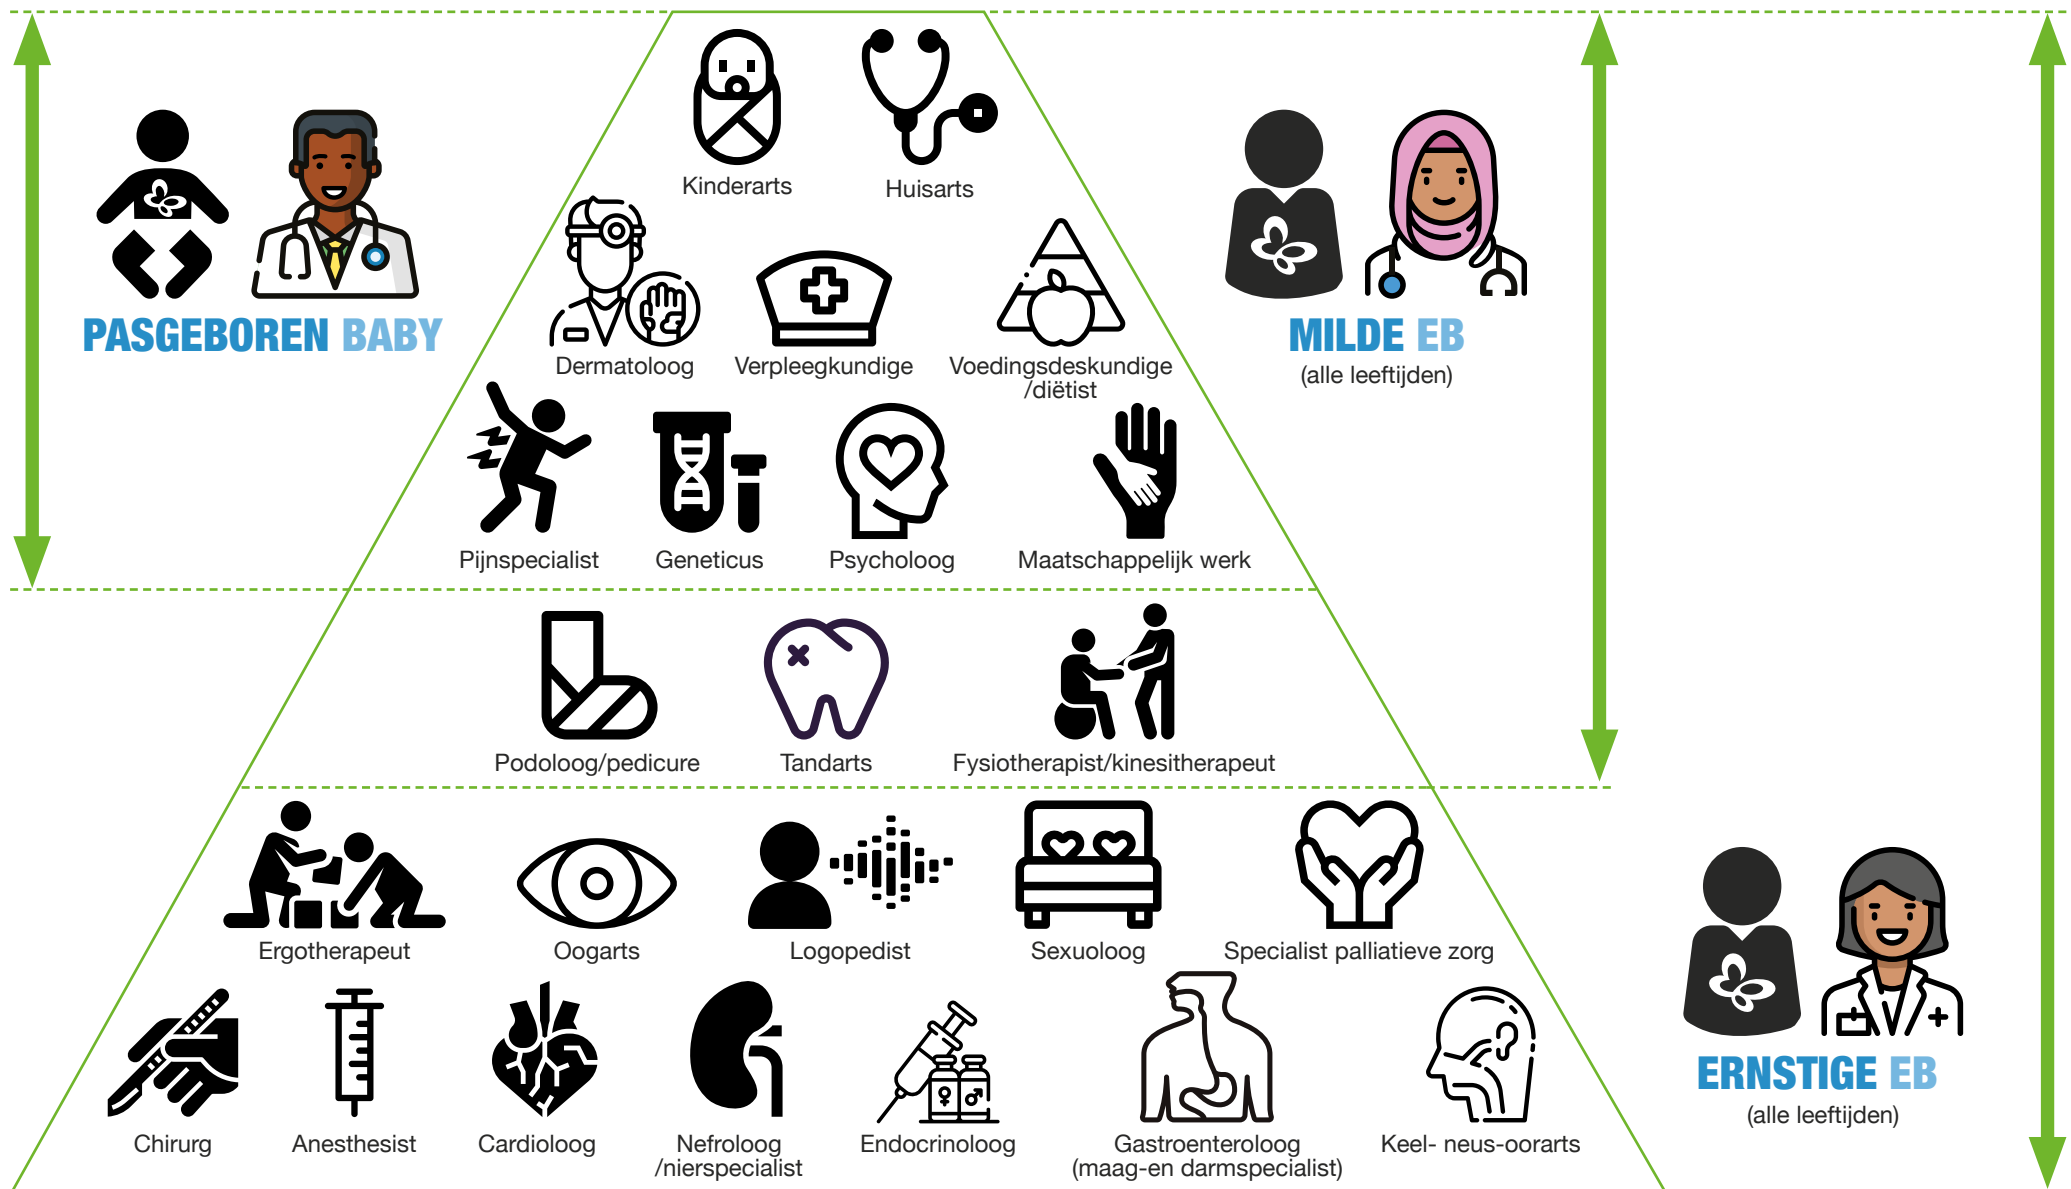 Kinderarts
Huisarts
PASGEBOREN BABY
MILDE EB
(alle leeftijden)
Dermatoloog
Verpleegkundige
Voedingsdeskundige
/diëtist
Pijnspecialist
Geneticus
Psycholoog
Maatschappelijk werk
Podoloog/pedicure
Tandarts
Fysiotherapist/kinesitherapeut
Ergotherapeut
Oogarts
Logopedist
Sexuoloog
Specialist palliatieve zorg
ERNSTIGE EB
(alle leeftijden)
Chirurg
Anesthesist
Cardioloog
Nefroloog
/nierspecialist
Endocrinoloog
Gastroenteroloog
(maag-en darmspecialist)
Keel- neus-oorarts